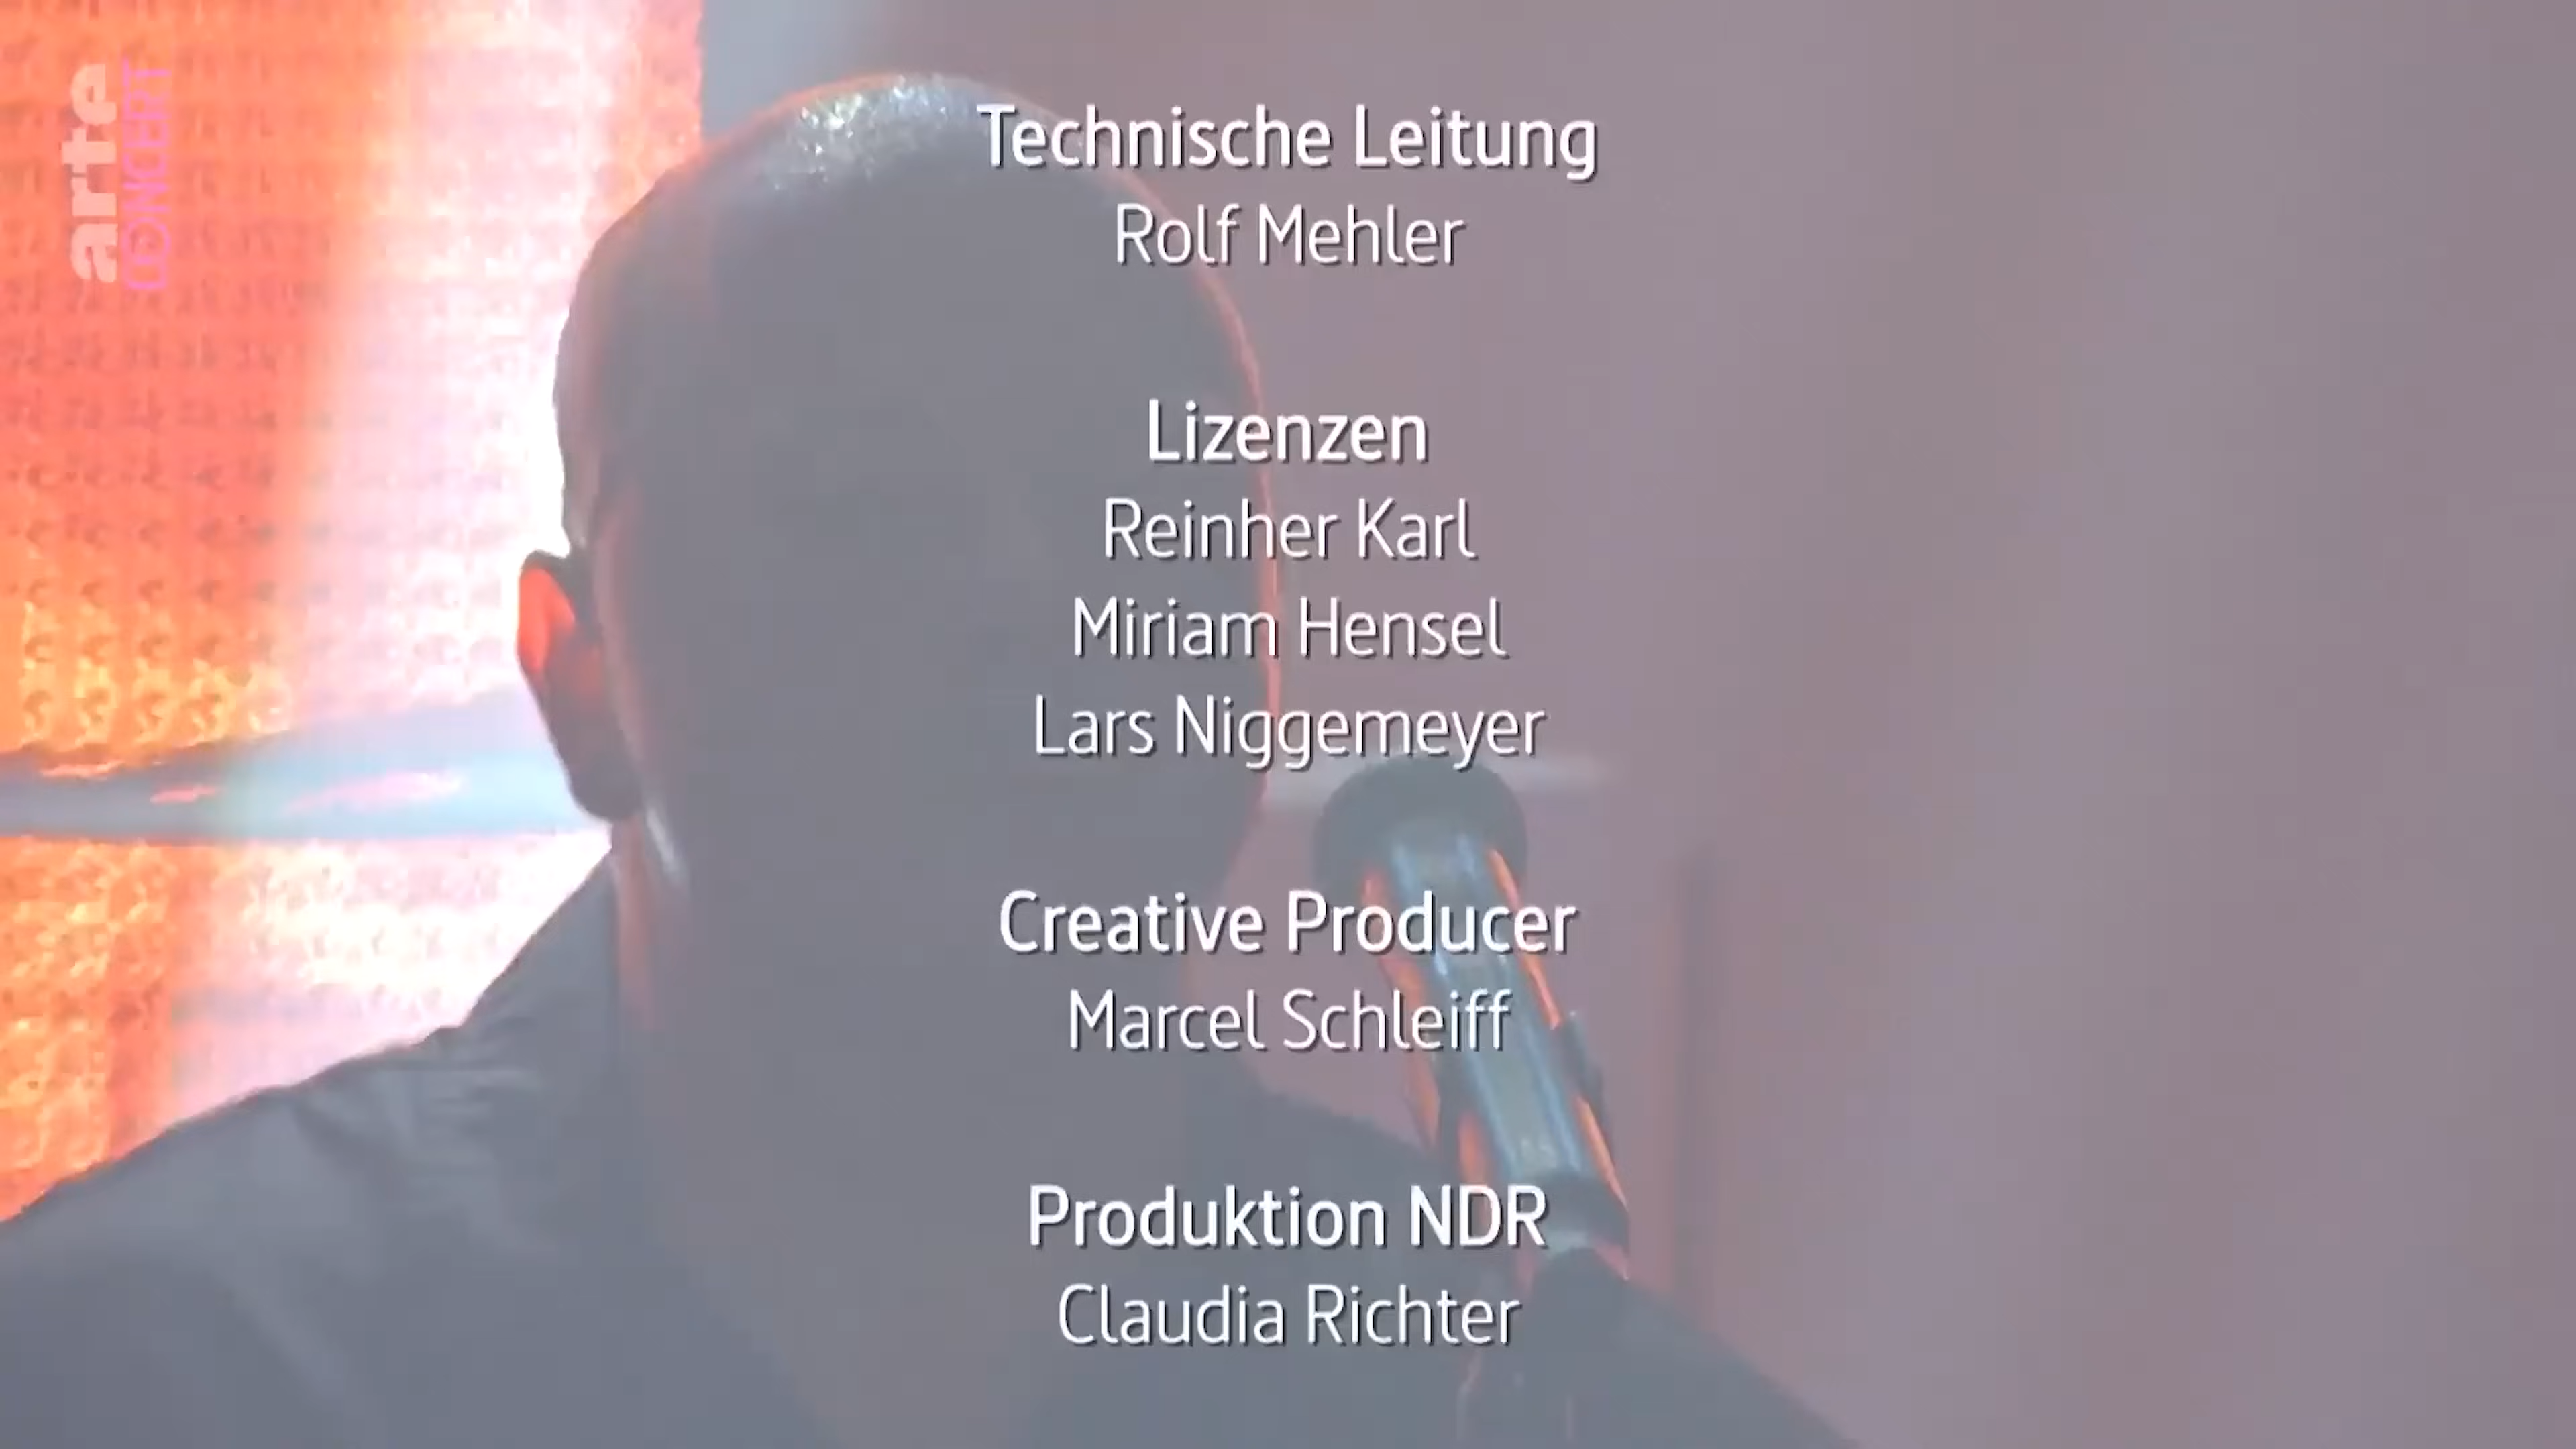 arte
CONCERT
Technische Leitung
Rolf Mehler
Lizenzen
Reinher Karl
Miriam Hensel
Lars Niggemeyer
Creative Producer
Marcel Schleiff
Produktion NDR
Claudia Richter